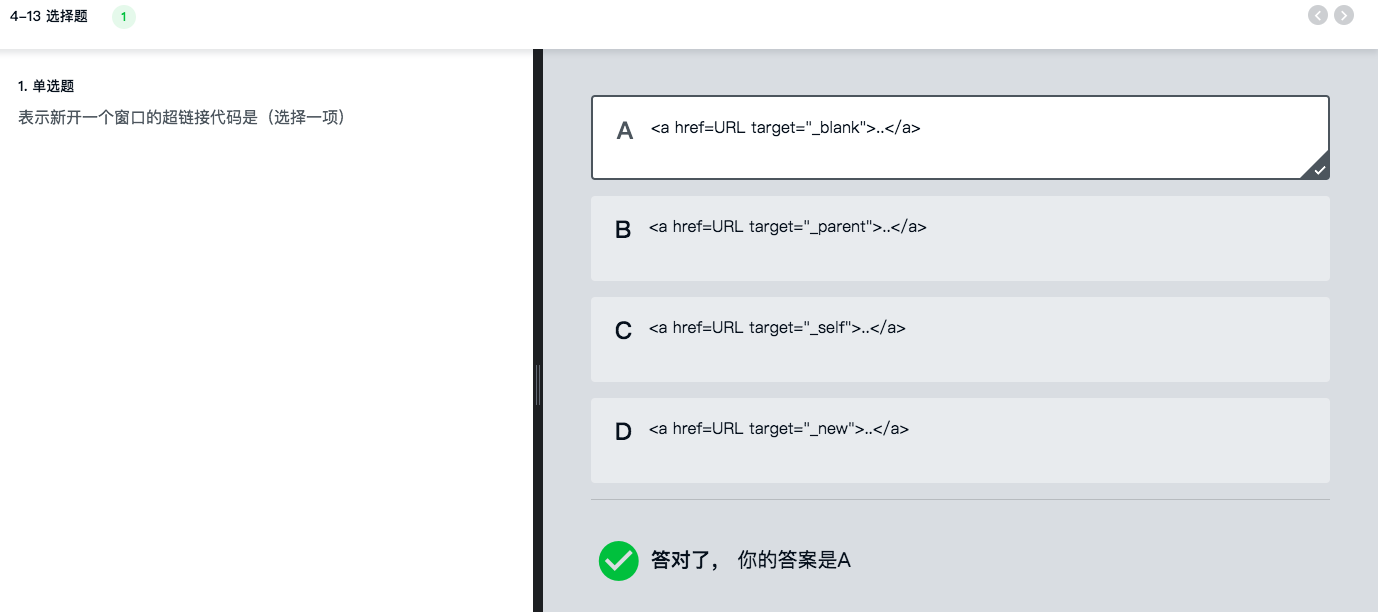 4-13 选择题 1
1. 单选题
表示新开一个窗口的超链接代码是（选择一项）
A <a href=URL target="_blank">..</a>
B <a href=URL target="_parent">..</a>
C <a href=URL target="_self">..</a>
D <a href=URL target="_new">..</a>
答对了， 你的答案是A